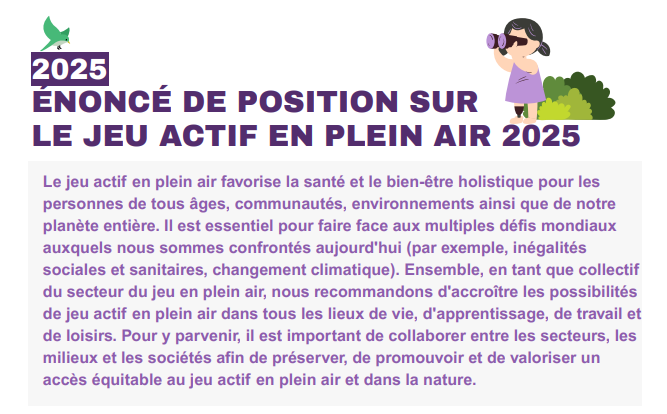 2025
ÉNONCÉ DE POSITION SUR
LE JEU ACTIF EN PLEIN AIR 2025
Le jeu actif en plein air favorise la santé et le bien-être holistique pour les
personnes de tous âges, communautés, environnements ainsi que de notre
planète entière. Il est essentiel pour faire face aux multiples défis mondiaux
auxquels nous sommes confrontés aujourd'hui (par exemple, inégalités
sociales et sanitaires, changement climatique). Ensemble, en tant que collectif
du secteur du jeu en plein air, nous recommandons d'accroître les possibilités
de jeu actif en plein air dans tous les lieux de vie, d'apprentissage, de travail et
de loisirs. Pour y parvenir, il est important de collaborer entre les secteurs, les
milieux et les sociétés afin de préserver, de promouvoir et de valoriser un
accès équitable au jeu actif en plein air et dans la nature.